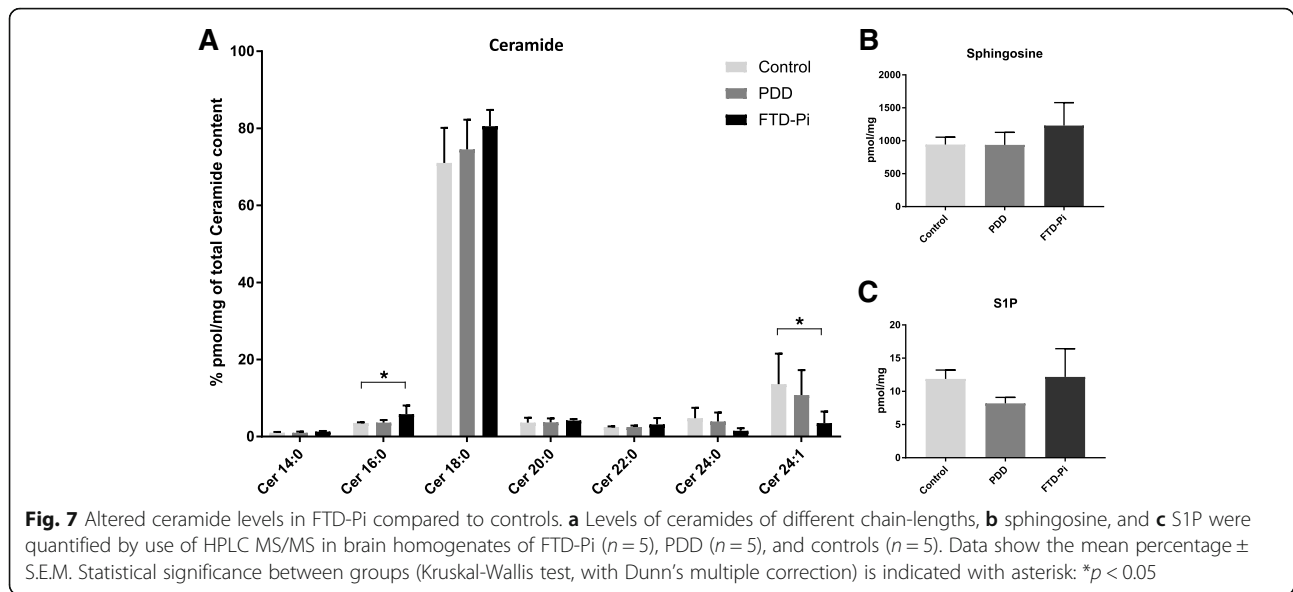 A
Ceramide
% pmol/mg of total Ceramide content
100
80
60
40
20
0
Control
PDD
FTD-Pi
*
*
Cer 14:0
Cer 16:0
Cer 18:0
Cer 20:0
Cer 22:0
Cer 24:0
Cer 24:1
B
Sphingosine
pmol/mg
2000
1500
1000
500
0
Control
PDD
FTD-Pi
C
S1P
pmol/mg
20
15
10
5
0
Control
PDD
FTD-Pi
Fig. 7 Altered ceramide levels in FTD-Pi compared to controls. a Levels of ceramides of different chain-lengths, b sphingosine, and c S1P were
quantified by use of HPLC MS/MS in brain homogenates of FTD-Pi (n = 5), PDD (n = 5), and controls (n = 5). Data show the mean percentage ±
S.E.M. Statistical significance between groups (Kruskal-Wallis test, with Dunn's multiple correction) is indicated with asterisk: *p < 0.05